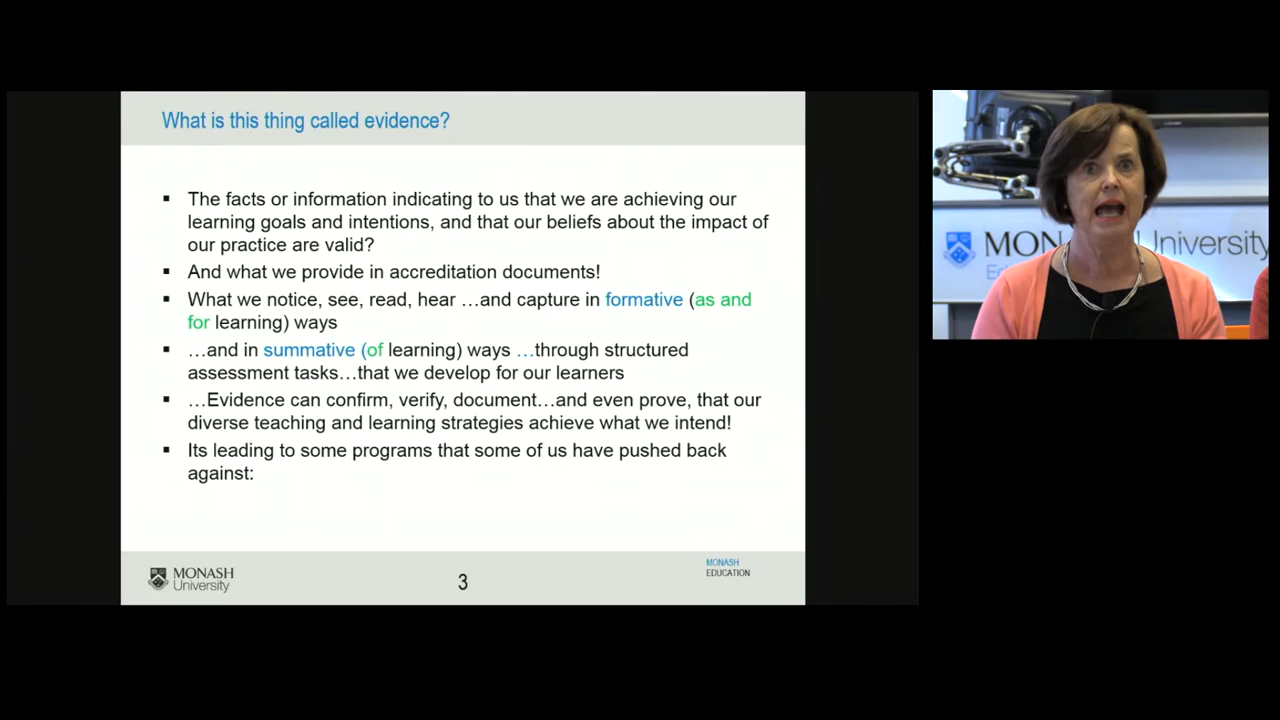 What is this thing called evidence?
▪ The facts or information indicating to us that we are achieving our
learning goals and intentions, and that our beliefs about the impact of
our practice are valid?
▪ And what we provide in accreditation documents!
▪ What we notice, see, read, hear …and capture in formative (as and
for learning) ways
▪ …and in summative (of learning) ways …through structured
assessment tasks…that we develop for our learners
▪ …Evidence can confirm, verify, document…and even prove, that our
diverse teaching and learning strategies achieve what we intend!
▪ Its leading to some programs that some of us have pushed back
against:
MONASH
University
3
MONASH
EDUCATION
MON
University
Ed